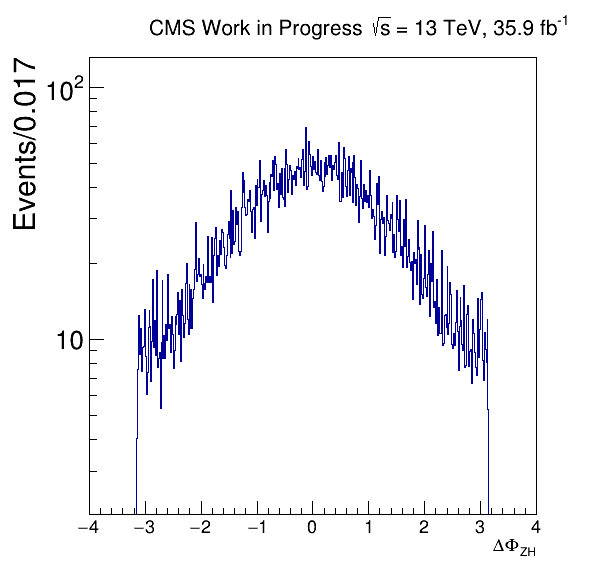 CMS Work in Progress √s = 13 TeV, 35.9 fb⁻¹
Events/0.017
10²
10
−4 −3 −2 −1 0 1 2 3 4
ΔΦ_ZH